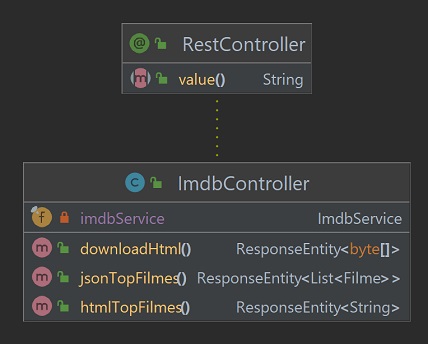 @ RestController
m value() String
C ImdbController
f imdbService ImdbService
m downloadHtml() ResponseEntity<byte[]>
m jsonTopFilmes() ResponseEntity<List<Filme>>
m htmlTopFilmes() ResponseEntity<String>